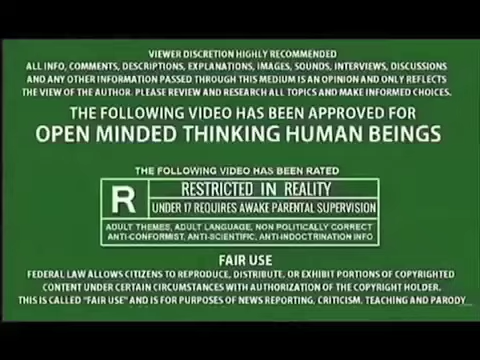 VIEWER DISCRETION HIGHLY RECOMMENDED
ALL INFO, COMMENTS, DESCRIPTIONS, EXPLANATIONS, IMAGES, SOUNDS, INTERVIEWS, DISCUSSIONS
AND ANY OTHER INFORMATION PASSED THROUGH THIS MEDIUM IS AN OPINION AND ONLY REFLECTS
THE VIEW OF THE AUTHOR. PLEASE REVIEW AND RESEARCH ALL TOPICS AND MAKE INFORMED CHOICES.
THE FOLLOWING VIDEO HAS BEEN APPROVED FOR
OPEN MINDED THINKING HUMAN BEINGS
THE FOLLOWING VIDEO HAS BEEN RATED
R
RESTRICTED IN REALITY
UNDER 17 REQUIRES AWAKE PARENTAL SUPERVISION
ADULT THEMES, ADULT LANGUAGE, NON POLITICALLY CORRECT
ANTI-CONFORMIST, ANTI-SCIENTIFIC, ANTI-INDOCTRINATION INFO
FAIR USE
FEDERAL LAW ALLOWS CITIZENS TO REPRODUCE, DISTRIBUTE, OR EXHIBIT PORTIONS OF COPYRIGHTED
CONTENT UNDER CERTAIN CIRCUMSTANCES WITH AUTHORIZATION OF THE COPYRIGHT HOLDER.
THIS IS CALLED "FAIR USE" AND IS FOR PURPOSES OF NEWS REPORTING, CRITICISM, TEACHING AND PARODY...